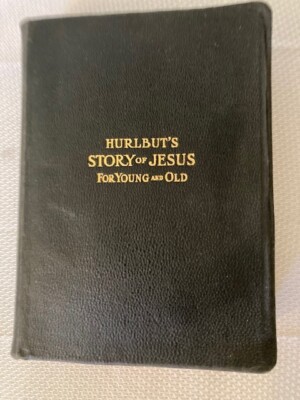 HURLBUT'S
STORY OF JESUS
FOR YOUNG AND OLD